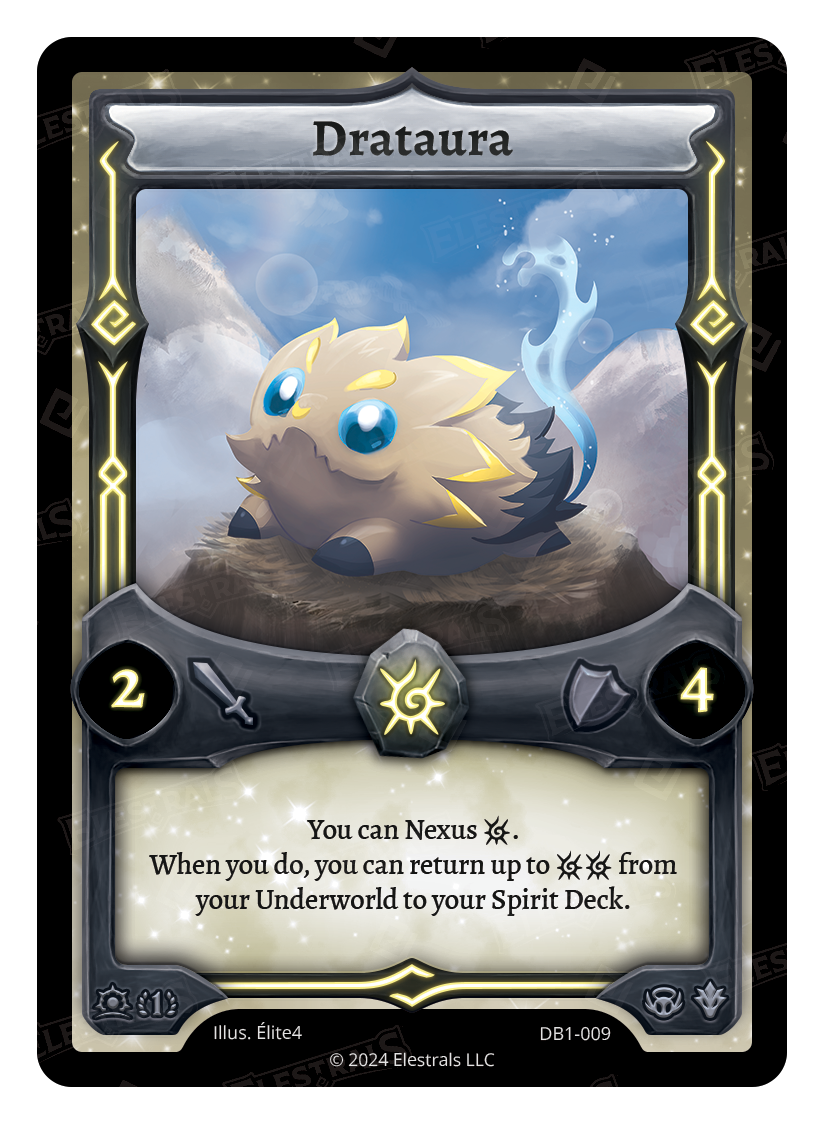 Drataura
2
4
You can Nexus .
When you do, you can return up to from
your Underworld to your Spirit Deck.
1
Illus. Élite4
DB1-009
© 2024 Elestrals LLC